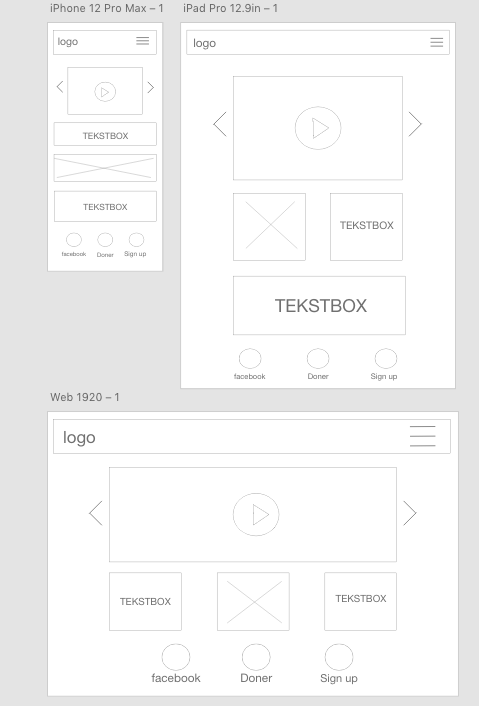 iPhone 12 Pro Max – 1
logo
TEKSTBOX
TEKSTBOX
facebook Doner Sign up
iPad Pro 12.9in – 1
logo
TEKSTBOX
TEKSTBOX
facebook Doner Sign up
Web 1920 – 1
logo
TEKSTBOX TEKSTBOX
facebook Doner Sign up